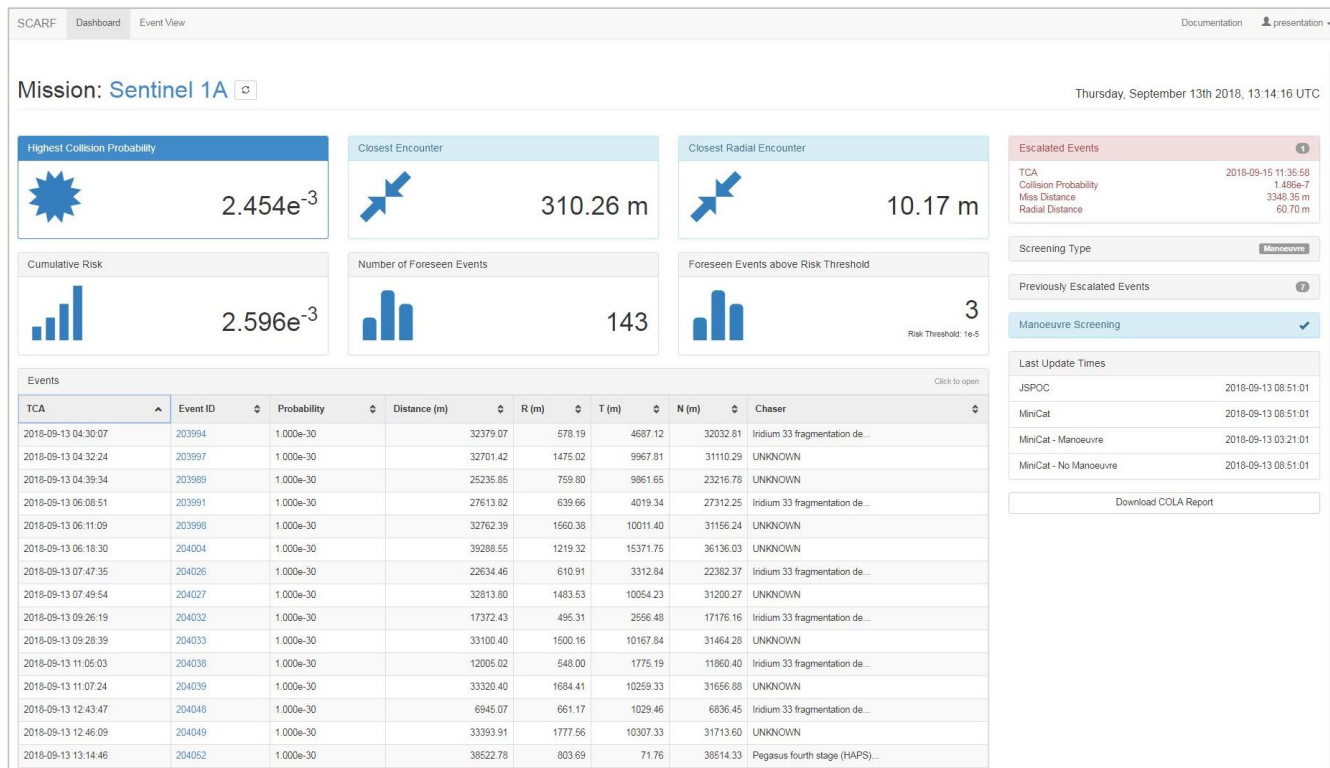 SCARF Dashboard Event View Documentation presentation
Mission: Sentinel 1A
Thursday, September 13th 2018, 13:14:16 UTC
Highest Collision Probability
2.454e-3
Closest Encounter
310.26 m
Closest Radial Encounter
10.17 m
Cumulative Risk
2.596e-3
Number of Foreseen Events
143
Foreseen Events above Risk Threshold
3
Risk Threshold: 1e-5
Escalated Events 1
TCA 2018-09-15 11:35:58
Collision Probability 1.486e-7
Miss Distance 3348.35 m
Radial Distance 60.70 m
Screening Type Manoeuvre
Previously Escalated Events 7
Manoeuvre Screening
Last Update Times
JSPOC 2018-09-13 08:51:01
MiniCat 2018-09-13 08:51:01
MiniCat - Manoeuvre 2018-09-13 03:21:01
MiniCat - No Manoeuvre 2018-09-13 08:51:01
Download COLA Report
Events Click to open
TCA Event ID Probability Distance (m) R (m) T (m) N (m) Chaser
2018-09-13 04:30:07 203994 1.000e-30 32379.07 578.19 4687.12 32032.81 Iridium 33 fragmentation de...
2018-09-13 04:32:24 203997 1.000e-30 32701.42 1475.02 9967.81 31110.29 UNKNOWN
2018-09-13 04:39:34 203989 1.000e-30 25235.85 759.80 9861.65 23216.78 UNKNOWN
2018-09-13 06:08:51 203991 1.000e-30 27613.82 639.66 4019.34 27312.25 Iridium 33 fragmentation de...
2018-09-13 06:11:09 203998 1.000e-30 32762.39 1560.38 10011.40 31156.24 UNKNOWN
2018-09-13 06:18:30 204004 1.000e-30 39288.55 1219.32 15371.75 36136.03 UNKNOWN
2018-09-13 07:47:35 204026 1.000e-30 22634.46 610.91 3312.84 22382.37 Iridium 33 fragmentation de...
2018-09-13 07:49:54 204027 1.000e-30 32813.80 1483.53 10054.23 31200.27 UNKNOWN
2018-09-13 09:26:19 204032 1.000e-30 17372.43 495.31 2556.48 17176.16 Iridium 33 fragmentation de...
2018-09-13 09:28:39 204033 1.000e-30 33100.40 1500.16 10167.84 31464.28 UNKNOWN
2018-09-13 11:05:03 204038 1.000e-30 12005.02 548.00 1775.19 11860.40 Iridium 33 fragmentation de...
2018-09-13 11:07:24 204039 1.000e-30 33320.40 1684.41 10259.33 31656.88 UNKNOWN
2018-09-13 12:43:47 204048 1.000e-30 6945.07 661.17 1029.46 6836.45 Iridium 33 fragmentation de...
2018-09-13 12:46:09 204049 1.000e-30 33393.91 1777.56 10307.33 31713.60 UNKNOWN
2018-09-13 13:14:46 204052 1.000e-30 38522.78 803.69 71.76 38514.33 Pegasus fourth stage (HAPS)...